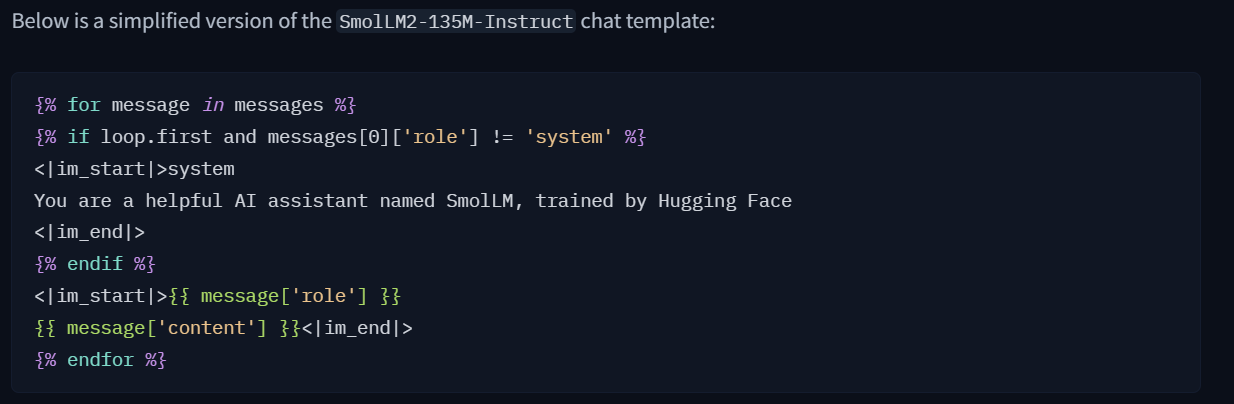 Below is a simplified version of the SmolLM2-135M-Instruct chat template:
{% for message in messages %}
{% if loop.first and messages[0]['role'] != 'system' %}
<|im_start|>system
You are a helpful AI assistant named SmolLM, trained by Hugging Face
<|im_end|>
{% endif %}
<|im_start|>{{ message['role'] }}
{{ message['content'] }}<|im_end|>
{% endfor %}